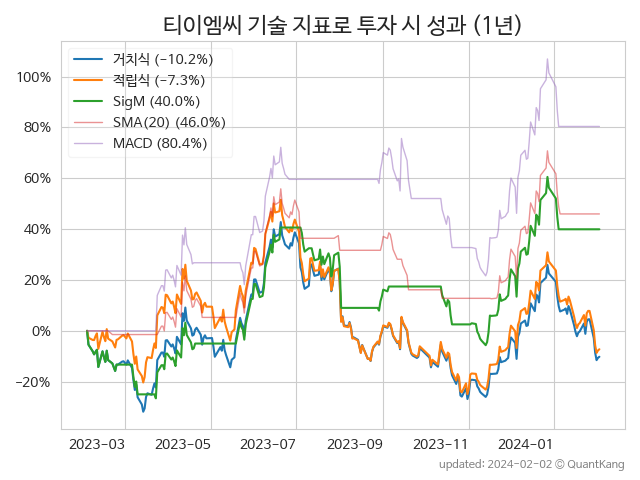 티이엠씨 기술 지표로 투자 시 성과 (1년)
거치식 (−10.2%)
적립식 (−7.3%)
SigM (40.0%)
SMA(20) (46.0%)
MACD (80.4%)
100%
80%
60%
40%
20%
0%
−20%
2023-03 2023-05 2023-07 2023-09 2023-11 2024-01
updated: 2024-02-02 © QuantKang